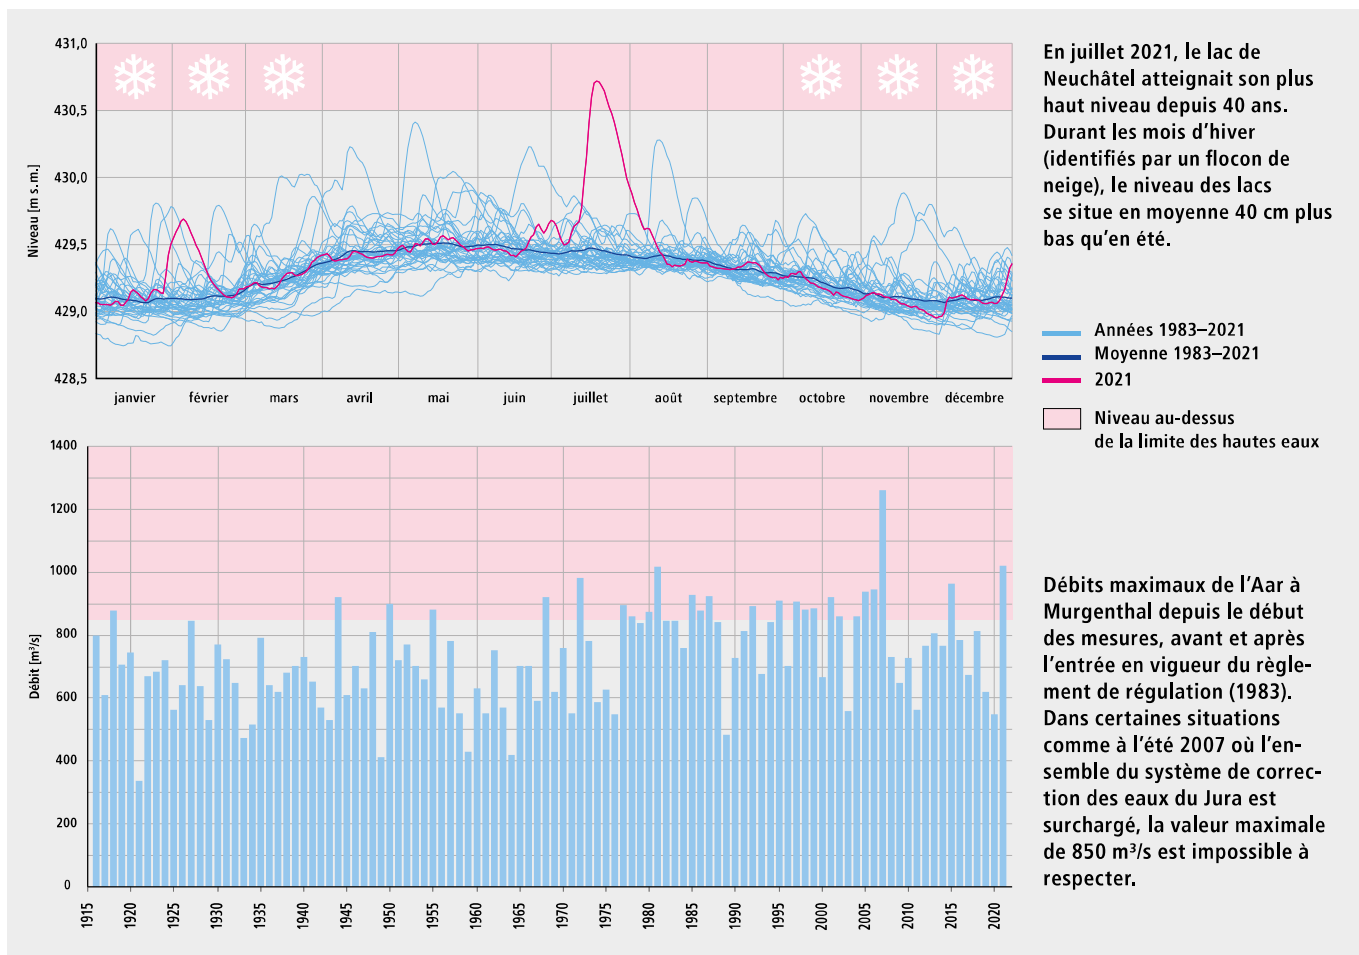 431,0
430,5
430,0
429,5
429,0
428,5
Niveau [m s.m.]
janvier février mars avril mai juin juillet août septembre octobre novembre décembre
En juillet 2021, le lac de
Neuchâtel atteignait son plus
haut niveau depuis 40 ans.
Durant les mois d’hiver
(identifiés par un flocon de
neige), le niveau des lacs
se situe en moyenne 40 cm plus
bas qu’en été.
Années 1983–2021
Moyenne 1983–2021
2021
Niveau au-dessus
de la limite des hautes eaux
1400
1200
1000
800
600
400
200
0
Débit [m³/s]
1915 1920 1925 1930 1935 1940 1945 1950 1955 1960 1965 1970 1975 1980 1985 1990 1995 2000 2005 2010 2015 2020
Débits maximaux de l’Aar à
Murgenthal depuis le début
des mesures, avant et après
l’entrée en vigueur du règle-
ment de régulation (1983).
Dans certaines situations
comme à l’été 2007 où l’en-
semble du système de correc-
tion des eaux du Jura est
surchargé, la valeur maximale
de 850 m³/s est impossible à
respecter.